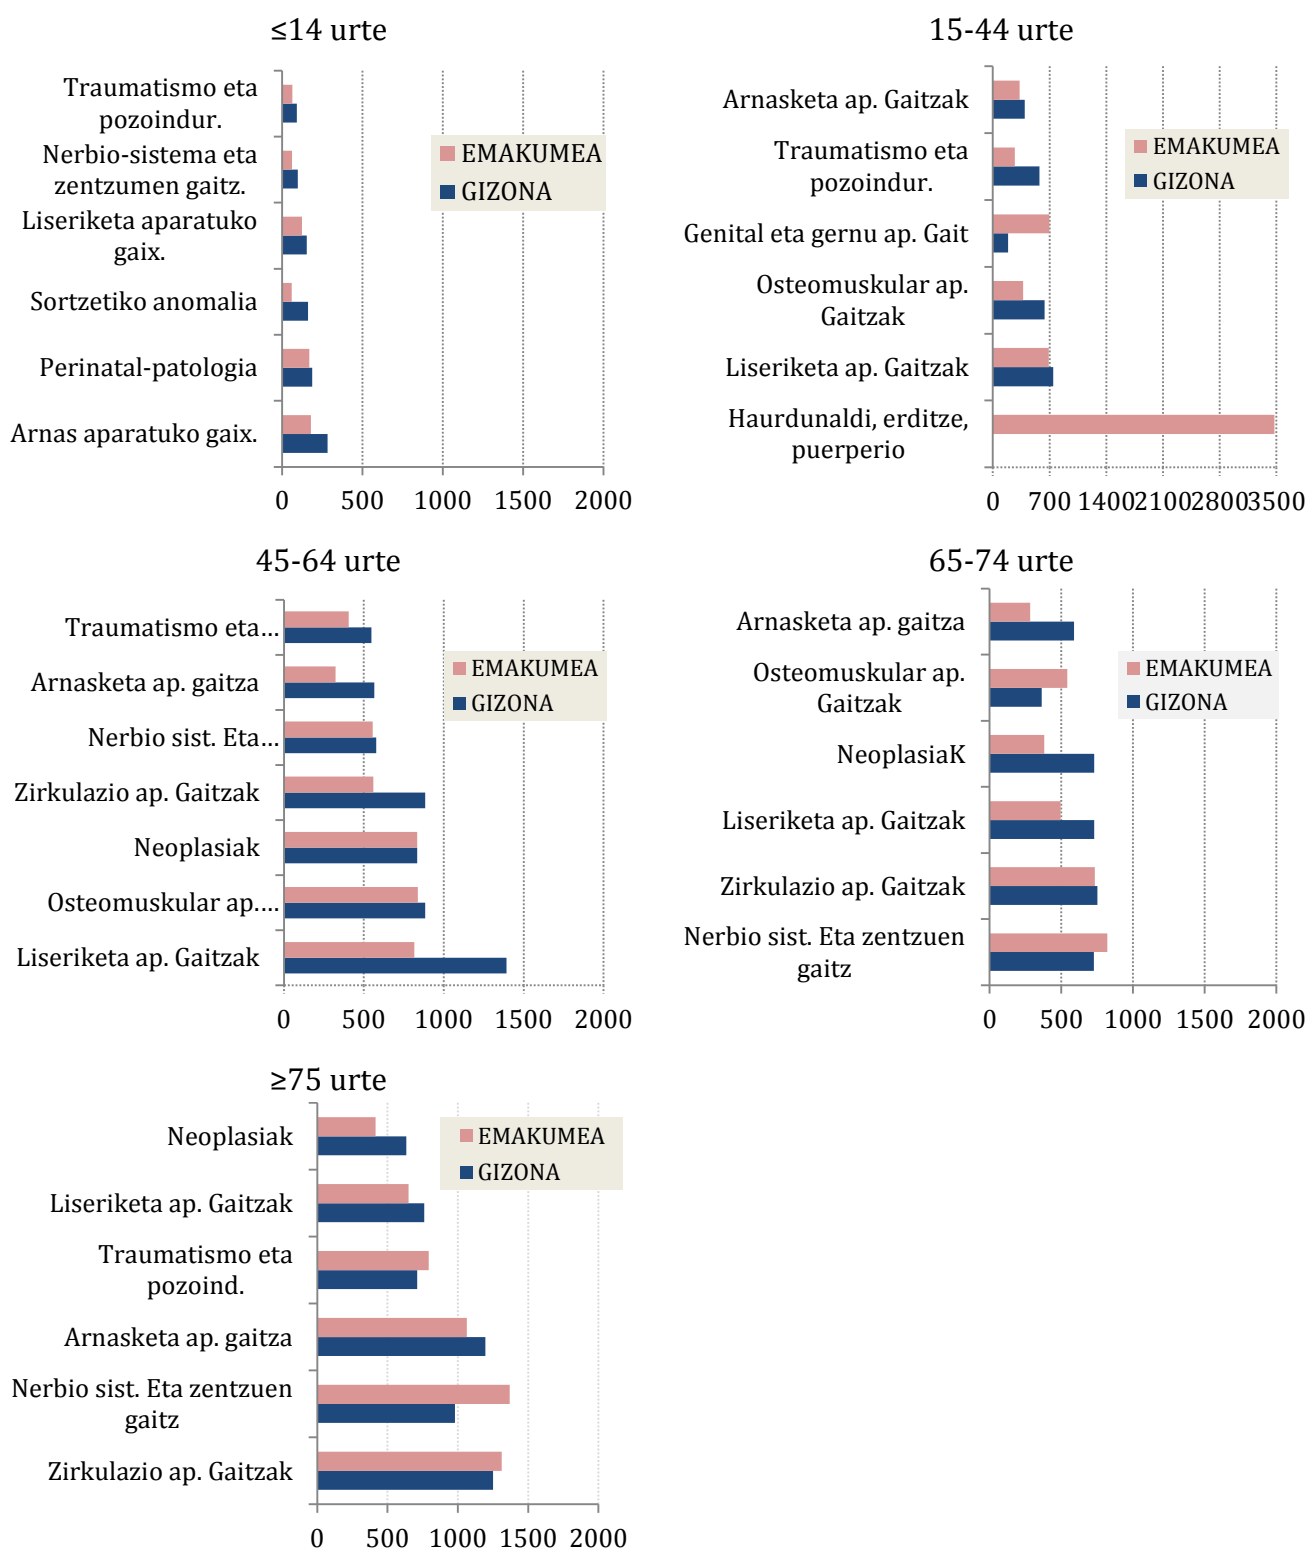 ≤14 urte
Traumatismo eta
pozoindur.
Nerbio-sistema eta
zentzumen gaitz.
Liseriketa aparatuko
gaix.
Sortzetiko anomalia
Perinatal-patologia
Arnas aparatuko gaix.
EMAKUMEA
GIZONA
0 500 1000 1500 2000
15-44 urte
Arnasketa ap. Gaitzak
Traumatismo eta
pozoindur.
Genital eta gernu ap. Gait
Osteomuskular ap.
Gaitzak
Liseriketa ap. Gaitzak
Haurdunaldi, erditze,
puerperio
EMAKUMEA
GIZONA
0 700 1400 2100 2800 3500
45-64 urte
Traumatismo eta...
Arnasketa ap. gaitza
Nerbio sist. Eta...
Zirkulazio ap. Gaitzak
Neoplasiak
Osteomuskular ap....
Liseriketa ap. Gaitzak
EMAKUMEA
GIZONA
0 500 1000 1500 2000
65-74 urte
Arnasketa ap. gaitza
Osteomuskular ap.
Gaitzak
NeoplasiaK
Liseriketa ap. Gaitzak
Zirkulazio ap. Gaitzak
Nerbio sist. Eta zentzuen
gaitz
EMAKUMEA
GIZONA
0 500 1000 1500 2000
≥75 urte
Neoplasiak
Liseriketa ap. Gaitzak
Traumatismo eta
pozoind.
Arnasketa ap. gaitza
Nerbio sist. Eta zentzuen
gaitz
Zirkulazio ap. Gaitzak
EMAKUMEA
GIZONA
0 500 1000 1500 2000